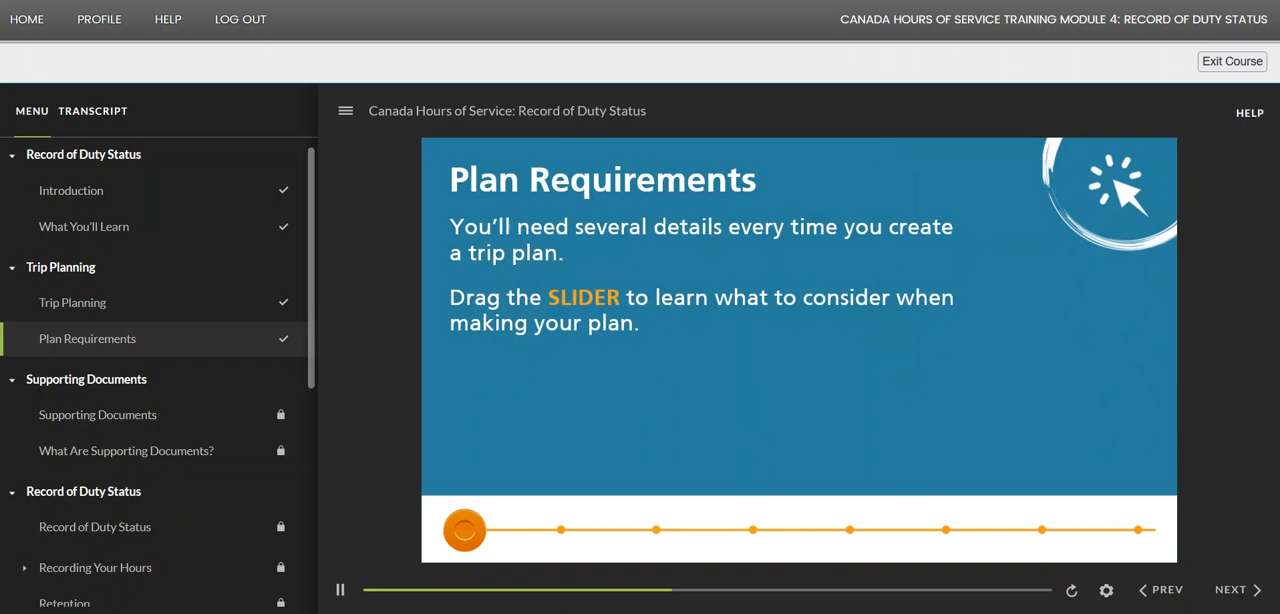 HOME PROFILE HELP LOG OUT CANADA HOURS OF SERVICE TRAINING MODULE 4: RECORD OF DUTY STATUS
Exit Course
MENU TRANSCRIPT
Record of Duty Status
Introduction
What You'll Learn
Trip Planning
Trip Planning
Plan Requirements
Supporting Documents
Supporting Documents
What Are Supporting Documents?
Record of Duty Status
Record of Duty Status
Recording Your Hours
Retention
Canada Hours of Service: Record of Duty Status
HELP
Plan Requirements
You'll need several details every time you create
a trip plan.
Drag the SLIDER to learn what to consider when
making your plan.
PREV NEXT